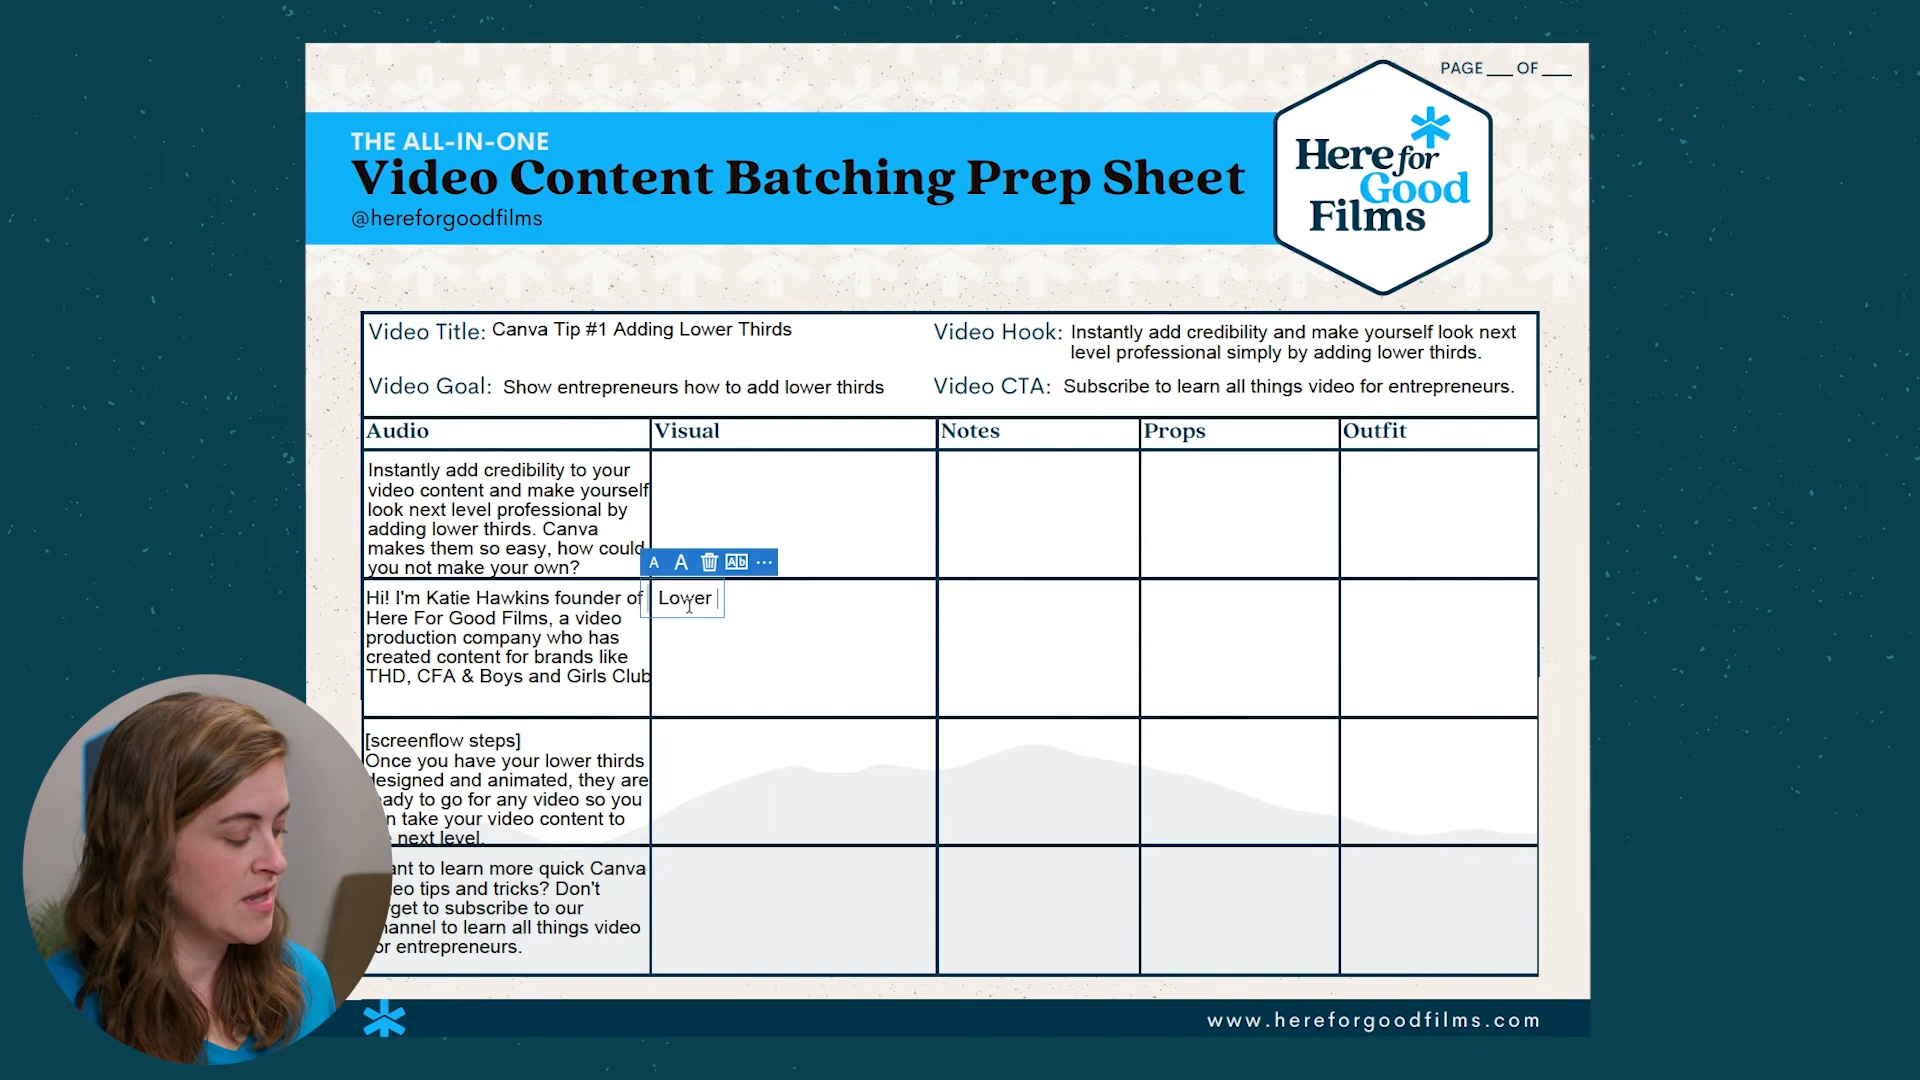 PAGE ___ OF ___
THE ALL-IN-ONE
Video Content Batching Prep Sheet
@hereforgoodfilms
Here for
Good
Films
Video Title: Canva Tip #1 Adding Lower Thirds
Video Hook: Instantly add credibility and make yourself look next
level professional simply by adding lower thirds.
Video Goal: Show entrepreneurs how to add lower thirds
Video CTA: Subscribe to learn all things video for entrepreneurs.
Audio
Visual
Notes
Props
Outfit
Instantly add credibility to your
video content and make yourself
look next level professional by
adding lower thirds. Canva
makes them so easy, how could
you not make your own?
A A Ab ...
Hi! I'm Katie Hawkins founder of
Here For Good Films, a video
production company who has
created content for brands like
THD, CFA & Boys and Girls Club
Lower
[screenflow steps]
Once you have your lower thirds
designed and animated, they are
ady to go for any video so you
n take your video content to
next level.
ant to learn more quick Canva
eo tips and tricks? Don't
rget to subscribe to our
hannel to learn all things video
or entrepreneurs.
www.hereforgoodfilms.com